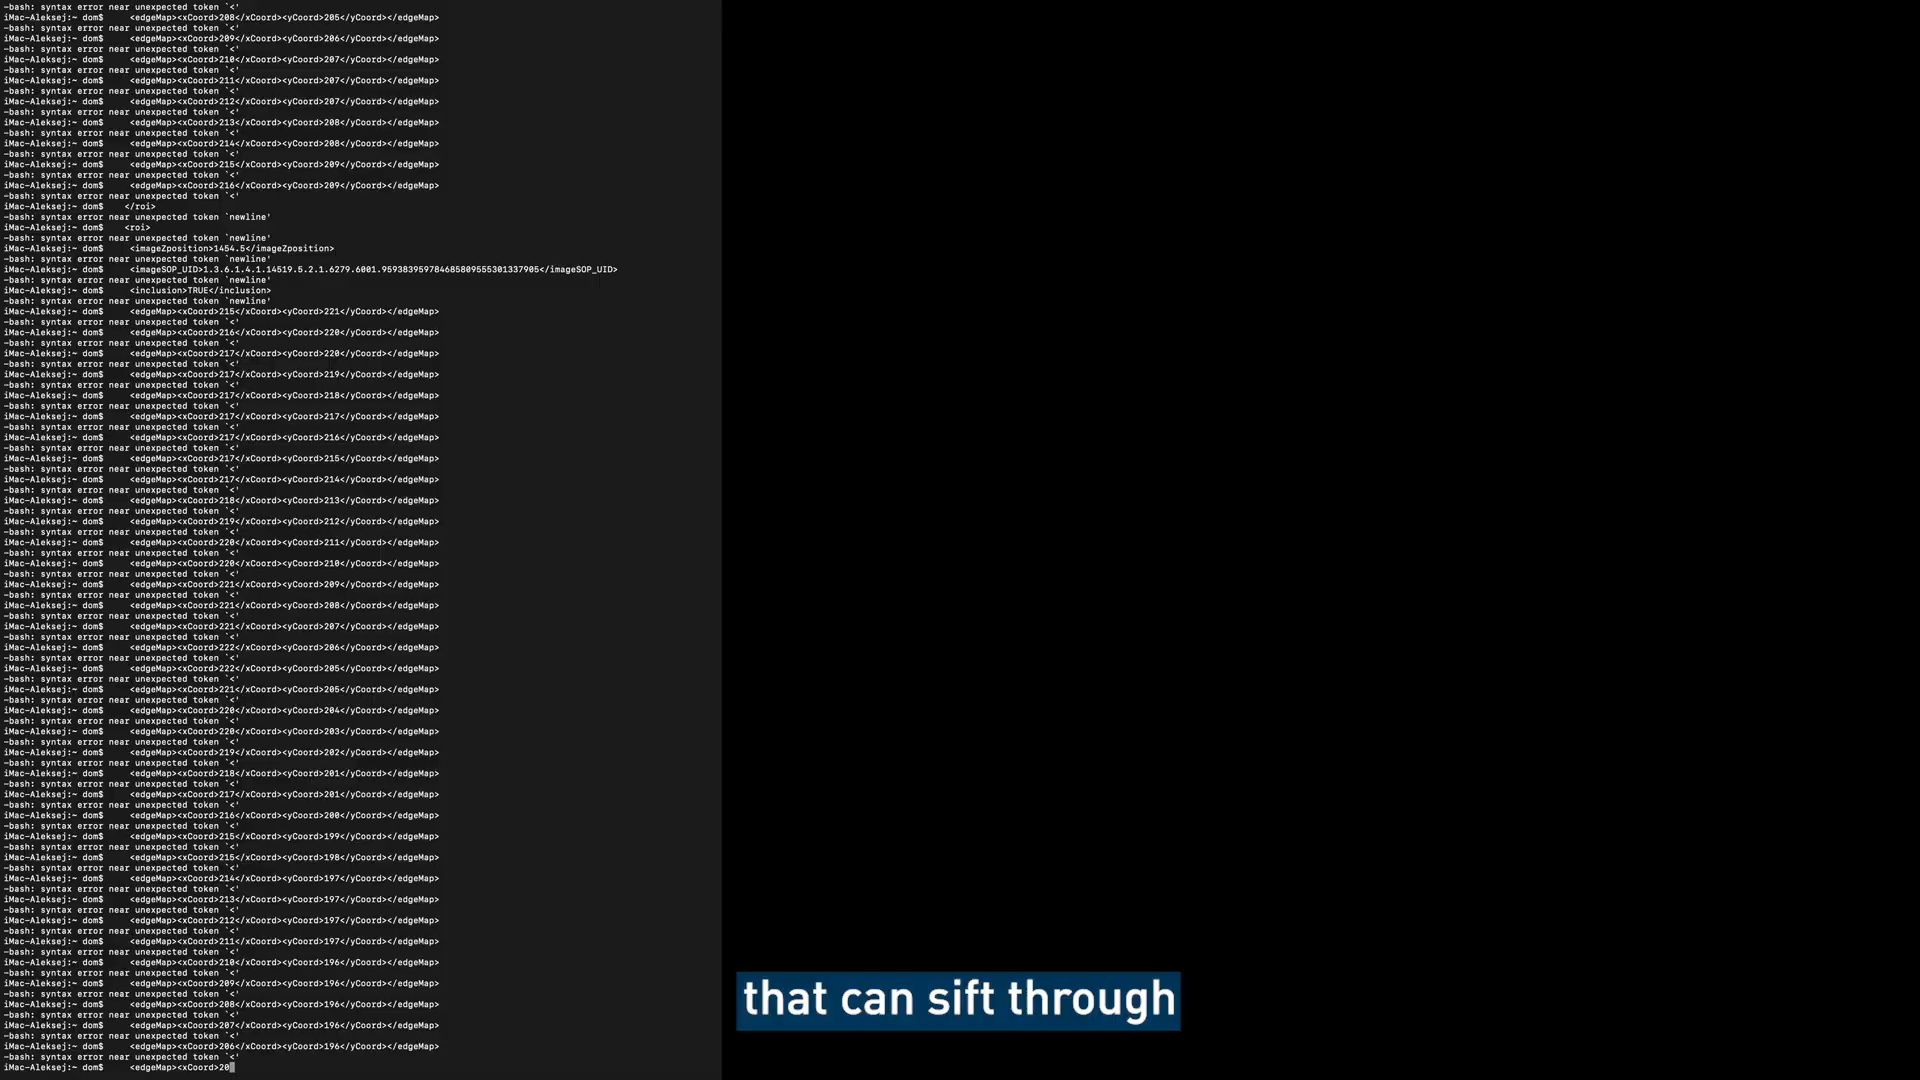 -bash: syntax error near unexpected token `<'
iMac-Aleksej:~ dom$     <edgeMap><xCoord>208</xCoord><yCoord>205</yCoord></edgeMap>
-bash: syntax error near unexpected token `<'
iMac-Aleksej:~ dom$     <edgeMap><xCoord>209</xCoord><yCoord>206</yCoord></edgeMap>
-bash: syntax error near unexpected token `<'
iMac-Aleksej:~ dom$     <edgeMap><xCoord>210</xCoord><yCoord>207</yCoord></edgeMap>
-bash: syntax error near unexpected token `<'
iMac-Aleksej:~ dom$     <edgeMap><xCoord>211</xCoord><yCoord>207</yCoord></edgeMap>
-bash: syntax error near unexpected token `<'
iMac-Aleksej:~ dom$     <edgeMap><xCoord>212</xCoord><yCoord>207</yCoord></edgeMap>
-bash: syntax error near unexpected token `<'
iMac-Aleksej:~ dom$     <edgeMap><xCoord>213</xCoord><yCoord>208</yCoord></edgeMap>
-bash: syntax error near unexpected token `<'
iMac-Aleksej:~ dom$     <edgeMap><xCoord>214</xCoord><yCoord>208</yCoord></edgeMap>
-bash: syntax error near unexpected token `<'
iMac-Aleksej:~ dom$     <edgeMap><xCoord>215</xCoord><yCoord>209</yCoord></edgeMap>
-bash: syntax error near unexpected token `<'
iMac-Aleksej:~ dom$     <edgeMap><xCoord>216</xCoord><yCoord>209</yCoord></edgeMap>
-bash: syntax error near unexpected token `<'
iMac-Aleksej:~ dom$    </roi>
-bash: syntax error near unexpected token `newline'
iMac-Aleksej:~ dom$    <roi>
-bash: syntax error near unexpected token `newline'
iMac-Aleksej:~ dom$     <imageZposition>1454.5</imageZposition>
-bash: syntax error near unexpected token `newline'
iMac-Aleksej:~ dom$     <imageSOP_UID>1.3.6.1.4.1.14519.5.2.1.6279.6001.959383959784685809555301337905</imageSOP_UID>
-bash: syntax error near unexpected token `newline'
iMac-Aleksej:~ dom$     <inclusion>TRUE</inclusion>
-bash: syntax error near unexpected token `newline'
iMac-Aleksej:~ dom$     <edgeMap><xCoord>215</xCoord><yCoord>221</yCoord></edgeMap>
-bash: syntax error near unexpected token `<'
iMac-Aleksej:~ dom$     <edgeMap><xCoord>216</xCoord><yCoord>220</yCoord></edgeMap>
-bash: syntax error near unexpected token `<'
iMac-Aleksej:~ dom$     <edgeMap><xCoord>217</xCoord><yCoord>220</yCoord></edgeMap>
-bash: syntax error near unexpected token `<'
iMac-Aleksej:~ dom$     <edgeMap><xCoord>217</xCoord><yCoord>219</yCoord></edgeMap>
-bash: syntax error near unexpected token `<'
iMac-Aleksej:~ dom$     <edgeMap><xCoord>217</xCoord><yCoord>218</yCoord></edgeMap>
-bash: syntax error near unexpected token `<'
iMac-Aleksej:~ dom$     <edgeMap><xCoord>217</xCoord><yCoord>217</yCoord></edgeMap>
-bash: syntax error near unexpected token `<'
iMac-Aleksej:~ dom$     <edgeMap><xCoord>217</xCoord><yCoord>216</yCoord></edgeMap>
-bash: syntax error near unexpected token `<'
iMac-Aleksej:~ dom$     <edgeMap><xCoord>217</xCoord><yCoord>215</yCoord></edgeMap>
-bash: syntax error near unexpected token `<'
iMac-Aleksej:~ dom$     <edgeMap><xCoord>217</xCoord><yCoord>214</yCoord></edgeMap>
-bash: syntax error near unexpected token `<'
iMac-Aleksej:~ dom$     <edgeMap><xCoord>218</xCoord><yCoord>213</yCoord></edgeMap>
-bash: syntax error near unexpected token `<'
iMac-Aleksej:~ dom$     <edgeMap><xCoord>219</xCoord><yCoord>212</yCoord></edgeMap>
-bash: syntax error near unexpected token `<'
iMac-Aleksej:~ dom$     <edgeMap><xCoord>220</xCoord><yCoord>211</yCoord></edgeMap>
-bash: syntax error near unexpected token `<'
iMac-Aleksej:~ dom$     <edgeMap><xCoord>220</xCoord><yCoord>210</yCoord></edgeMap>
-bash: syntax error near unexpected token `<'
iMac-Aleksej:~ dom$     <edgeMap><xCoord>221</xCoord><yCoord>209</yCoord></edgeMap>
-bash: syntax error near unexpected token `<'
iMac-Aleksej:~ dom$     <edgeMap><xCoord>221</xCoord><yCoord>208</yCoord></edgeMap>
-bash: syntax error near unexpected token `<'
iMac-Aleksej:~ dom$     <edgeMap><xCoord>221</xCoord><yCoord>207</yCoord></edgeMap>
-bash: syntax error near unexpected token `<'
iMac-Aleksej:~ dom$     <edgeMap><xCoord>222</xCoord><yCoord>206</yCoord></edgeMap>
-bash: syntax error near unexpected token `<'
iMac-Aleksej:~ dom$     <edgeMap><xCoord>222</xCoord><yCoord>205</yCoord></edgeMap>
-bash: syntax error near unexpected token `<'
iMac-Aleksej:~ dom$     <edgeMap><xCoord>221</xCoord><yCoord>205</yCoord></edgeMap>
-bash: syntax error near unexpected token `<'
iMac-Aleksej:~ dom$     <edgeMap><xCoord>220</xCoord><yCoord>204</yCoord></edgeMap>
-bash: syntax error near unexpected token `<'
iMac-Aleksej:~ dom$     <edgeMap><xCoord>220</xCoord><yCoord>203</yCoord></edgeMap>
-bash: syntax error near unexpected token `<'
iMac-Aleksej:~ dom$     <edgeMap><xCoord>219</xCoord><yCoord>202</yCoord></edgeMap>
-bash: syntax error near unexpected token `<'
iMac-Aleksej:~ dom$     <edgeMap><xCoord>218</xCoord><yCoord>201</yCoord></edgeMap>
-bash: syntax error near unexpected token `<'
iMac-Aleksej:~ dom$     <edgeMap><xCoord>217</xCoord><yCoord>201</yCoord></edgeMap>
-bash: syntax error near unexpected token `<'
iMac-Aleksej:~ dom$     <edgeMap><xCoord>216</xCoord><yCoord>200</yCoord></edgeMap>
-bash: syntax error near unexpected token `<'
iMac-Aleksej:~ dom$     <edgeMap><xCoord>215</xCoord><yCoord>199</yCoord></edgeMap>
-bash: syntax error near unexpected token `<'
iMac-Aleksej:~ dom$     <edgeMap><xCoord>215</xCoord><yCoord>198</yCoord></edgeMap>
-bash: syntax error near unexpected token `<'
iMac-Aleksej:~ dom$     <edgeMap><xCoord>214</xCoord><yCoord>197</yCoord></edgeMap>
-bash: syntax error near unexpected token `<'
iMac-Aleksej:~ dom$     <edgeMap><xCoord>213</xCoord><yCoord>197</yCoord></edgeMap>
-bash: syntax error near unexpected token `<'
iMac-Aleksej:~ dom$     <edgeMap><xCoord>212</xCoord><yCoord>197</yCoord></edgeMap>
-bash: syntax error near unexpected token `<'
iMac-Aleksej:~ dom$     <edgeMap><xCoord>211</xCoord><yCoord>197</yCoord></edgeMap>
-bash: syntax error near unexpected token `<'
iMac-Aleksej:~ dom$     <edgeMap><xCoord>210</xCoord><yCoord>196</yCoord></edgeMap>
-bash: syntax error near unexpected token `<'
iMac-Aleksej:~ dom$     <edgeMap><xCoord>209</xCoord><yCoord>196</yCoord></edgeMap>
-bash: syntax error near unexpected token `<'
iMac-Aleksej:~ dom$     <edgeMap><xCoord>208</xCoord><yCoord>196</yCoord></edgeMap>
-bash: syntax error near unexpected token `<'
iMac-Aleksej:~ dom$     <edgeMap><xCoord>207</xCoord><yCoord>196</yCoord></edgeMap>
-bash: syntax error near unexpected token `<'
iMac-Aleksej:~ dom$     <edgeMap><xCoord>206</xCoord><yCoord>196</yCoord></edgeMap>
-bash: syntax error near unexpected token `<'
iMac-Aleksej:~ dom$     <edgeMap><xCoord>20
that can sift through